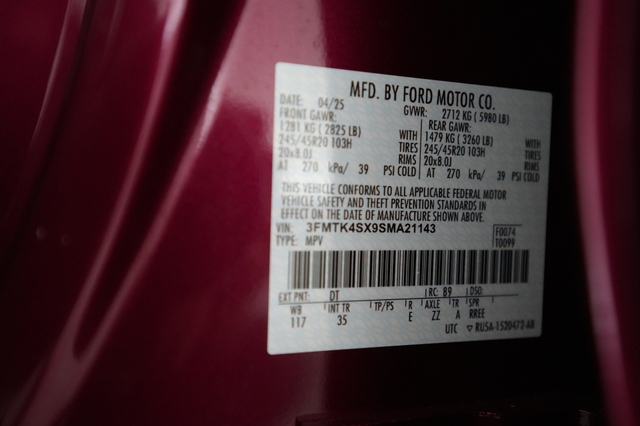 MFD. BY FORD MOTOR CO.
DATE: 04/25 GVWR: 2712 KG ( 5980 LB)
FRONT GAWR: REAR GAWR:
1281 KG ( 2825 LB) WITH 1479 KG ( 3260 LB) WITH
245/45R20 103H TIRES 245/45R20 103H TIRES
20x8.0J RIMS 20x8.0J RIMS
AT 270 kPa/ 39 PSI COLD AT 270 kPa/ 39 PSI COLD
THIS VEHICLE CONFORMS TO ALL APPLICABLE FEDERAL MOTOR
VEHICLE SAFETY AND THEFT PREVENTION STANDARDS IN
EFFECT ON THE DATE OF MANUFACTURE SHOWN ABOVE.
VIN: 3FMTK4SX9SMA21143 F0074
TYPE: MPV T0099
EXT PNT: DT RC: 89 DSO:
WB INT TR TP/PS R AXLE TR SPR
117 35 E ZZ A RREE
UTC ▽ RU5A-1520472-AB